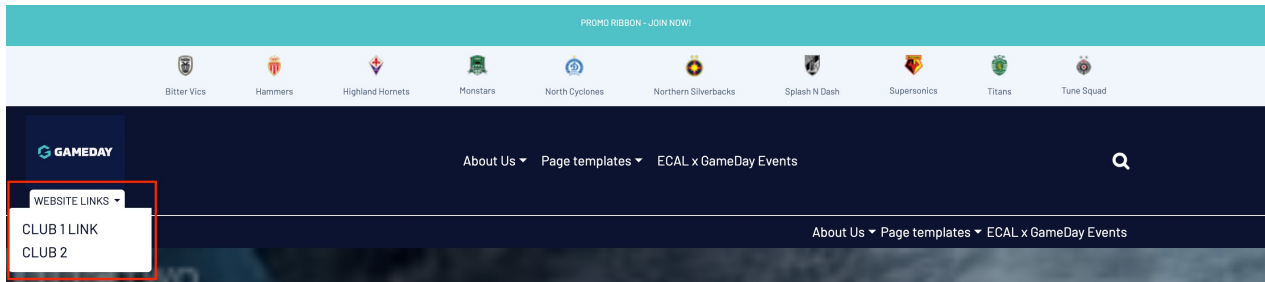 PROMO RIBBON - JOIN NOW!
Bitter Vics Hammers Highland Hornets Monstars North Cyclones Northern Silverbacks Splash N Dash Supersonics Titans Tune Squad
GAMEDAY
About Us Page templates ECAL x GameDay Events
WEBSITE LINKS
CLUB 1 LINK
CLUB 2
About Us Page templates ECAL x GameDay Events